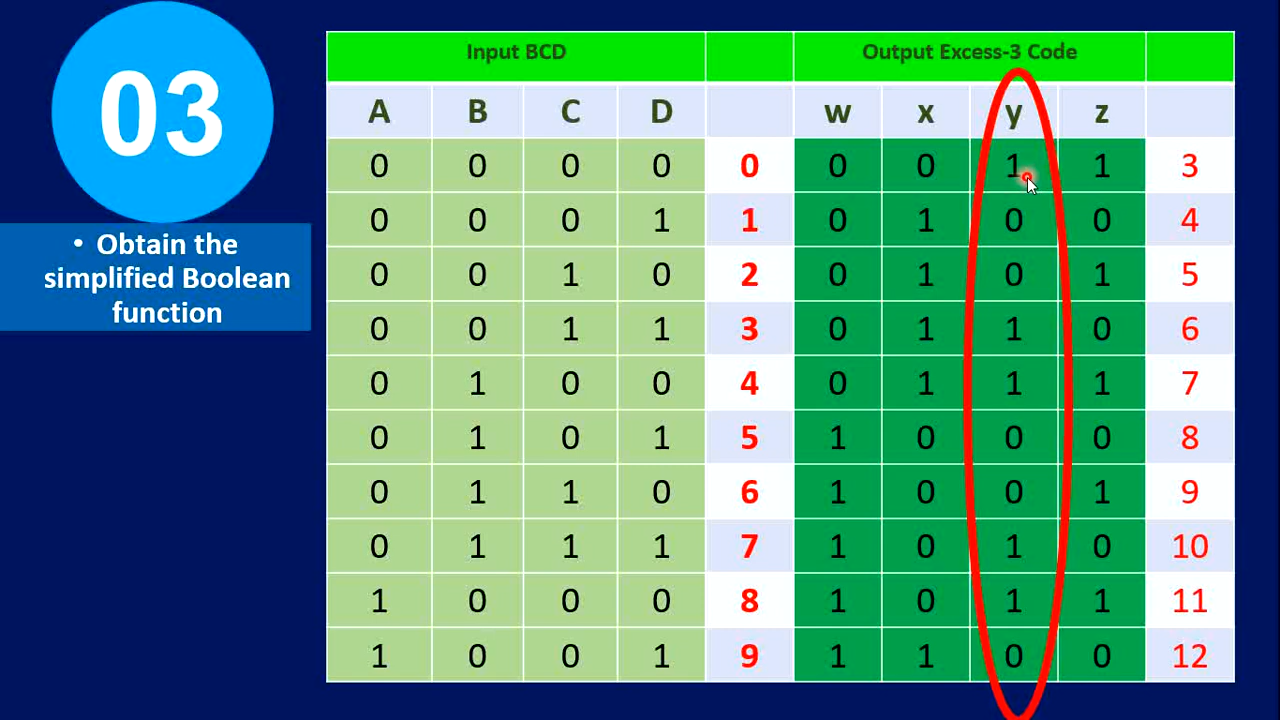 03
• Obtain the
simplified Boolean
function
Input BCD Output Excess-3 Code
A B C D w x y z
0 0 0 0 0 0 0 1 1 3
0 0 0 1 1 0 1 0 0 4
0 0 1 0 2 0 1 0 1 5
0 0 1 1 3 0 1 1 0 6
0 1 0 0 4 0 1 1 1 7
0 1 0 1 5 1 0 0 0 8
0 1 1 0 6 1 0 0 1 9
0 1 1 1 7 1 0 1 0 10
1 0 0 0 8 1 0 1 1 11
1 0 0 1 9 1 1 0 0 12